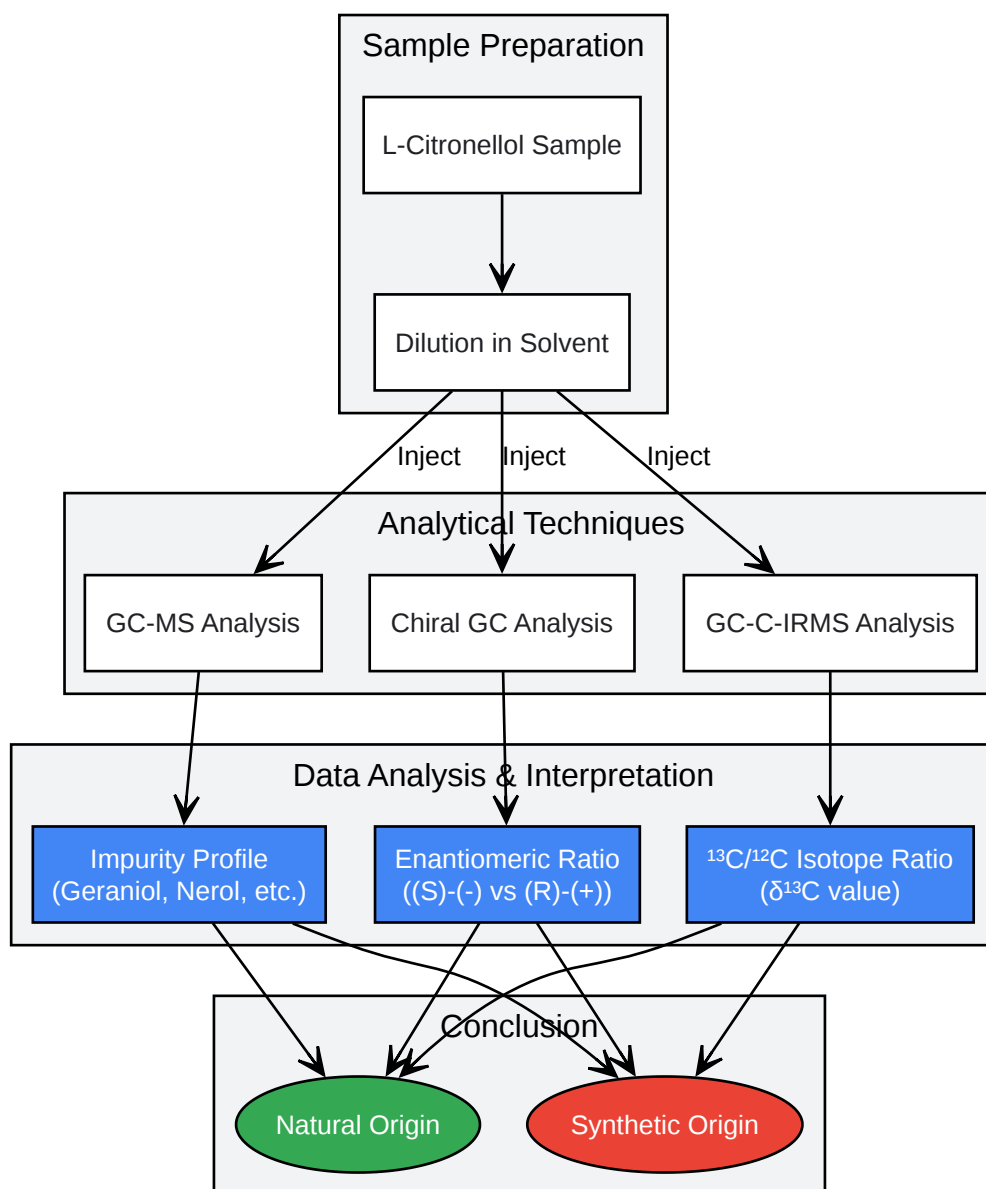 Sample Preparation
L-Citronellol Sample
Dilution in Solvent
Inject
Inject
Inject
Analytical Techniques
GC-MS Analysis
Chiral GC Analysis
GC-C-IRMS Analysis
Data Analysis & Interpretation
Impurity Profile
(Geraniol, Nerol, etc.)
Enantiomeric Ratio
((S)-(-) vs (R)-(+))
¹³C/¹²C Isotope Ratio
(δ¹³C value)
Conclusion
Natural Origin
Synthetic Origin